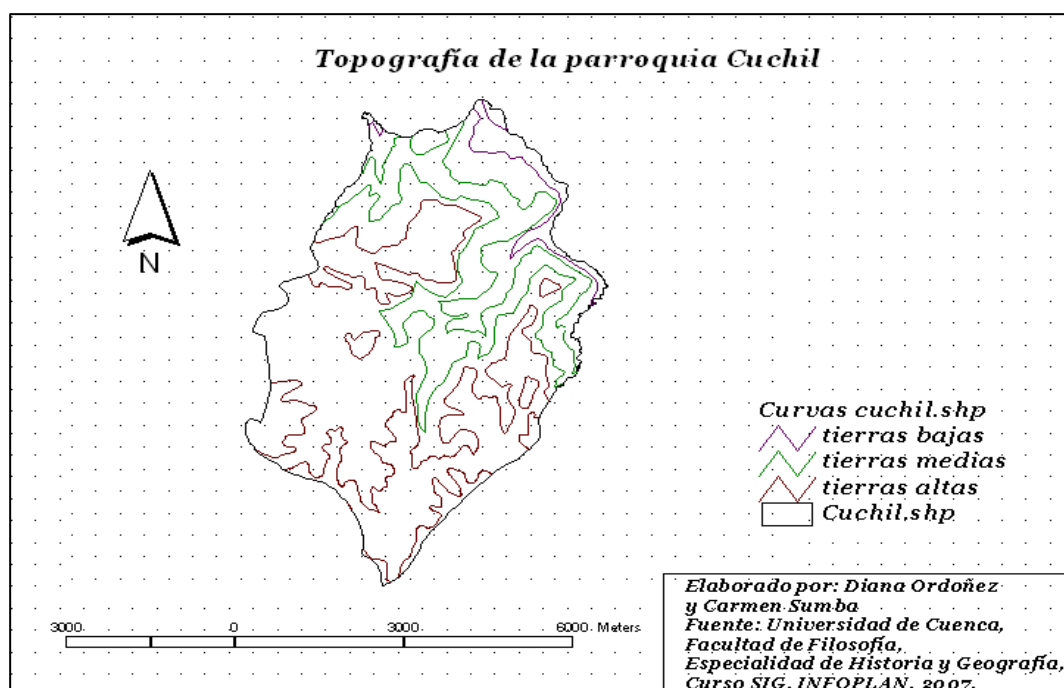 Topografía de la parroquia Cuchil
N
Curvas cuchil.shp
tierras bajas
tierras medias
tierras altas
Cuchil.shp
3000 0 3000 6000 Meters
Elaborado por: Diana Ordoñez
y Carmen Sumba
Fuente: Universidad de Cuenca,
Facultad de Filosofía,
Especialidad de Historia y Geografía,
Curso SIG, INFOPLAN, 2007.